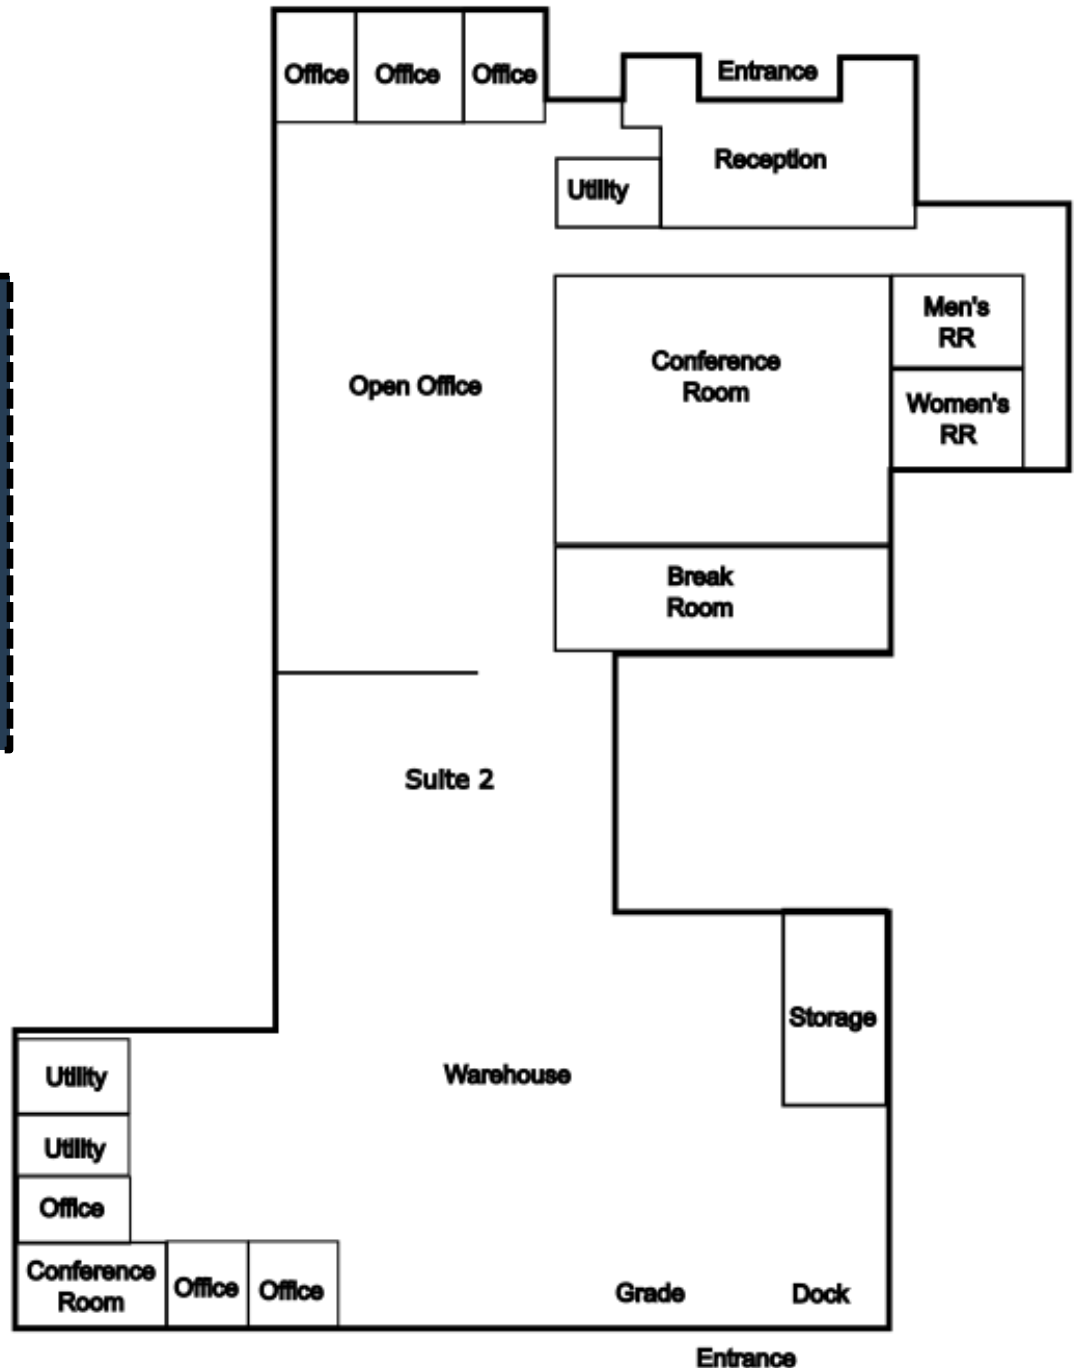 Office
Office
Office
Entrance
Reception
Utility
Men's
RR
Conference
Room
Open Office
Women's
RR
Break
Room
Suite 2
Storage
Warehouse
Utility
Utility
Office
Conference
Room
Office
Office
Grade
Dock
Entrance